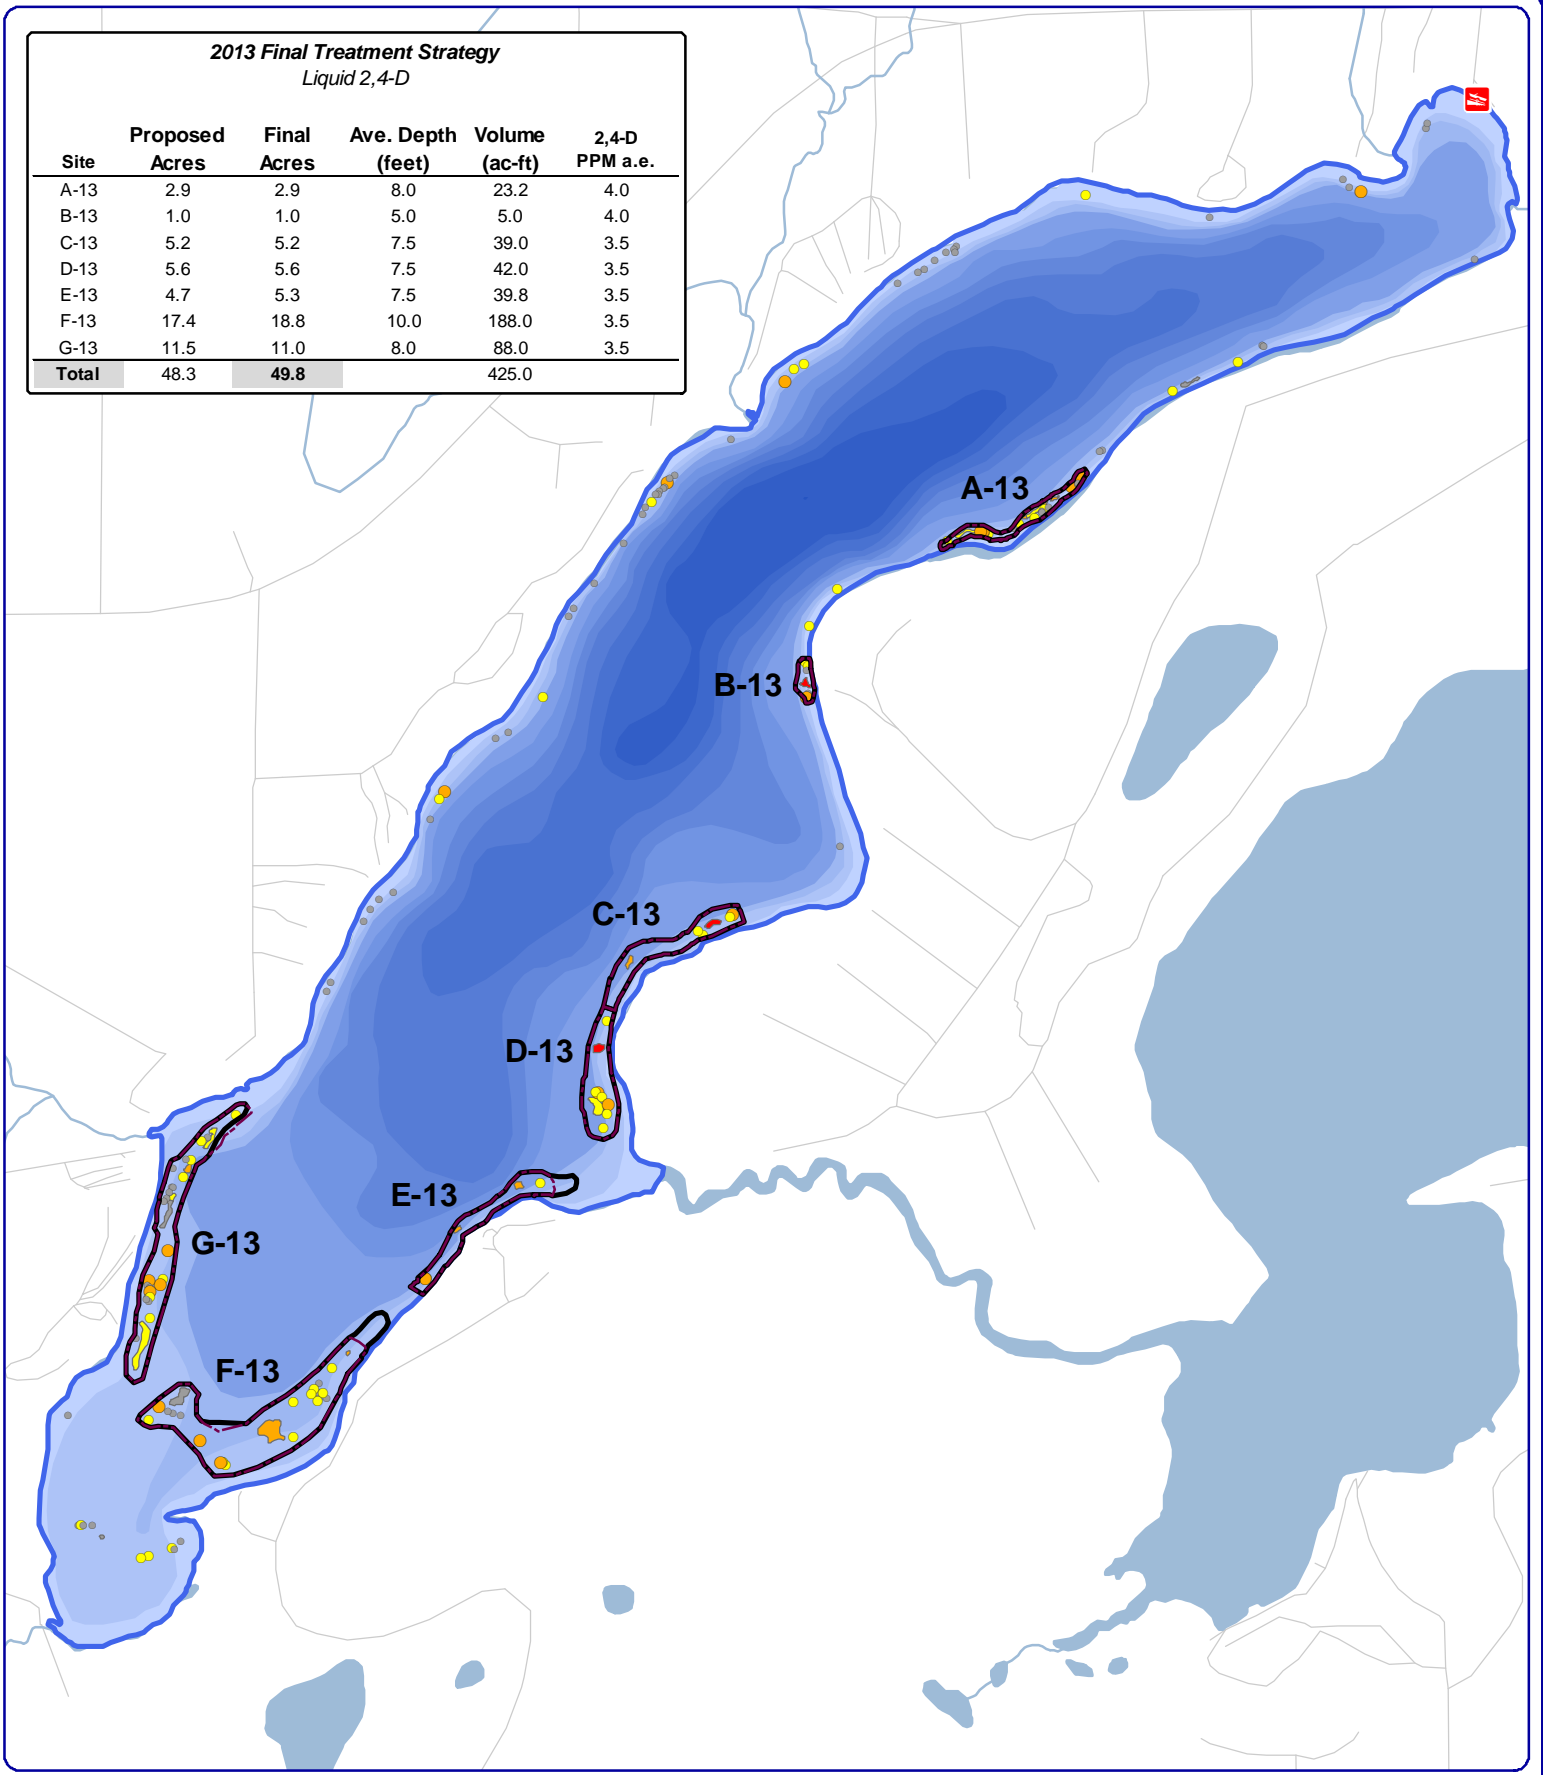 2013 Final Treatment Strategy
Liquid 2,4-D
Site Proposed Acres Final Acres Ave. Depth (feet) Volume (ac-ft) 2,4-D PPM a.e.
A-13 2.9 2.9 8.0 23.2 4.0
B-13 1.0 1.0 5.0 5.0 4.0
C-13 5.2 5.2 7.5 39.0 3.5
D-13 5.6 5.6 7.5 42.0 3.5
E-13 4.7 5.3 7.5 39.8 3.5
F-13 17.4 18.8 10.0 188.0 3.5
G-13 11.5 11.0 8.0 88.0 3.5
Total 48.3 49.8 425.0
A-13
B-13
C-13
D-13
E-13
G-13
F-13